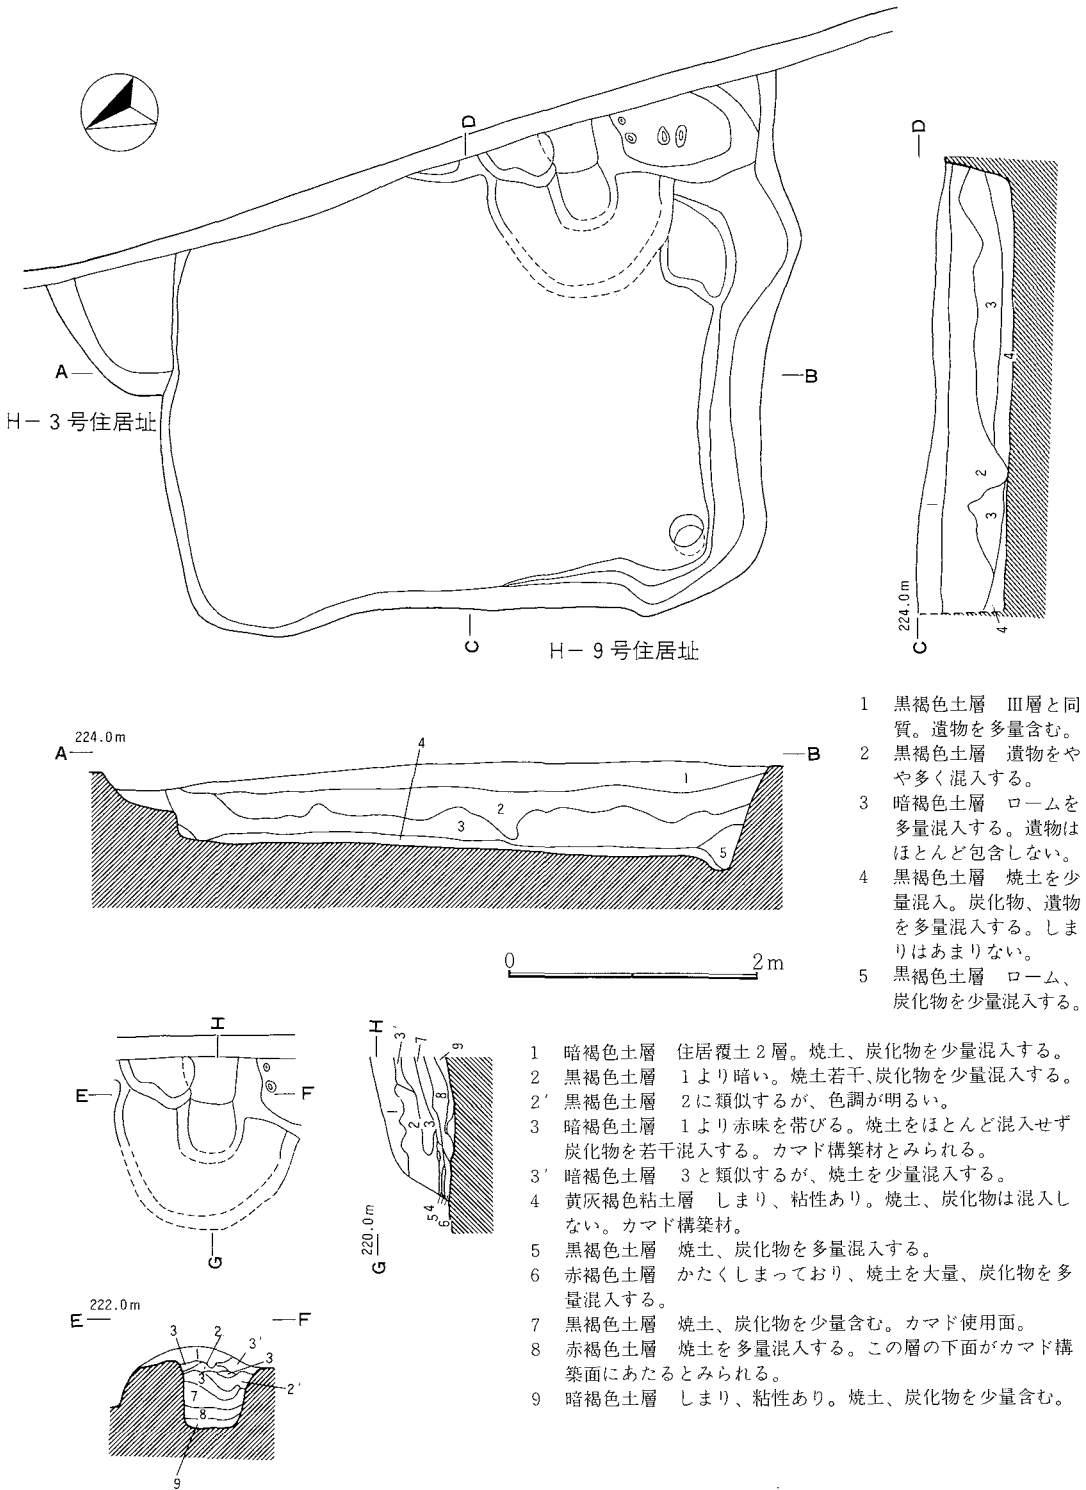 D
D
A
B
H-3号住居址
3
4
2
3
1
4
224.0m
C
C
H-9号住居址
1 黒褐色土層 Ⅲ層と同
質。遺物を多量含む。
2 黒褐色土層 遺物をや
や多く混入する。
3 暗褐色土層 ロームを
多量混入する。遺物は
ほとんど包含しない。
4 黒褐色土層 焼土を少
量混入。炭化物、遺物
を多量混入する。しま
りはあまりない。
5 黒褐色土層 ローム、
炭化物を少量混入する。
A 224.0m
B
4
1
2
3
5
0 2m
H
E
F
G
H
3′
7
9
1
2
3
8
5
4
6
220.0m
G
E 222.0m
F
3
2
3′
1
3
3
2′
7
8
9
1 暗褐色土層 住居覆土2層。焼土、炭化物を少量混入する。
2 黒褐色土層 1より暗い。焼土若干、炭化物を少量混入する。
2′ 黒褐色土層 2に類似するが、色調が明るい。
3 暗褐色土層 1より赤味を帯びる。焼土をほとんど混入せず
炭化物を若干混入する。カマド構築材とみられる。
3′ 暗褐色土層 3と類似するが、焼土を少量混入する。
4 黄灰褐色粘土層 しまり、粘性あり。焼土、炭化物は混入し
ない。カマド構築材。
5 黒褐色土層 焼土、炭化物を多量混入する。
6 赤褐色土層 かたくしまっており、焼土を大量、炭化物を多
量混入する。
7 黒褐色土層 焼土、炭化物を少量含む。カマド使用面。
8 赤褐色土層 焼土を多量混入する。この層の下面がカマド構
築面にあたるとみられる。
9 暗褐色土層 しまり、粘性あり。焼土、炭化物を少量含む。